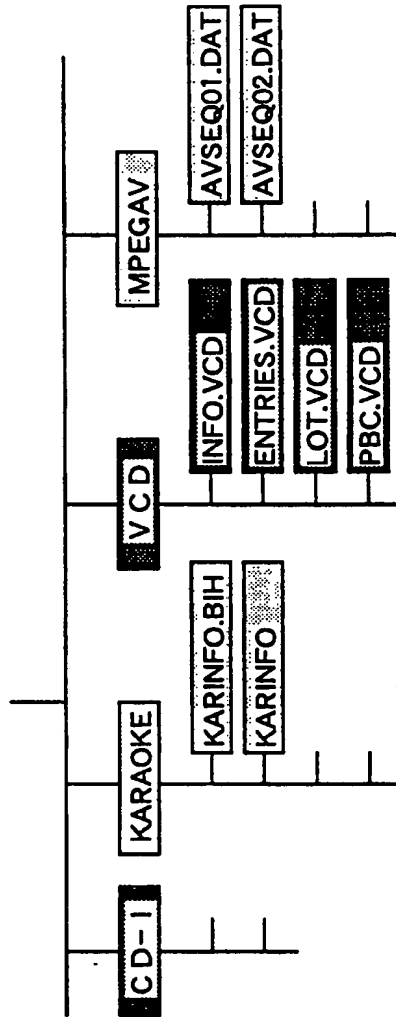 CD-I
KARAOKE
KARINFO.BIH
KARINFO
VCD
INFO.VCD
ENTRIES.VCD
LOT.VCD
PBC.VCD
MPEGAV
AVSEQ01.DAT
AVSEQ02.DAT